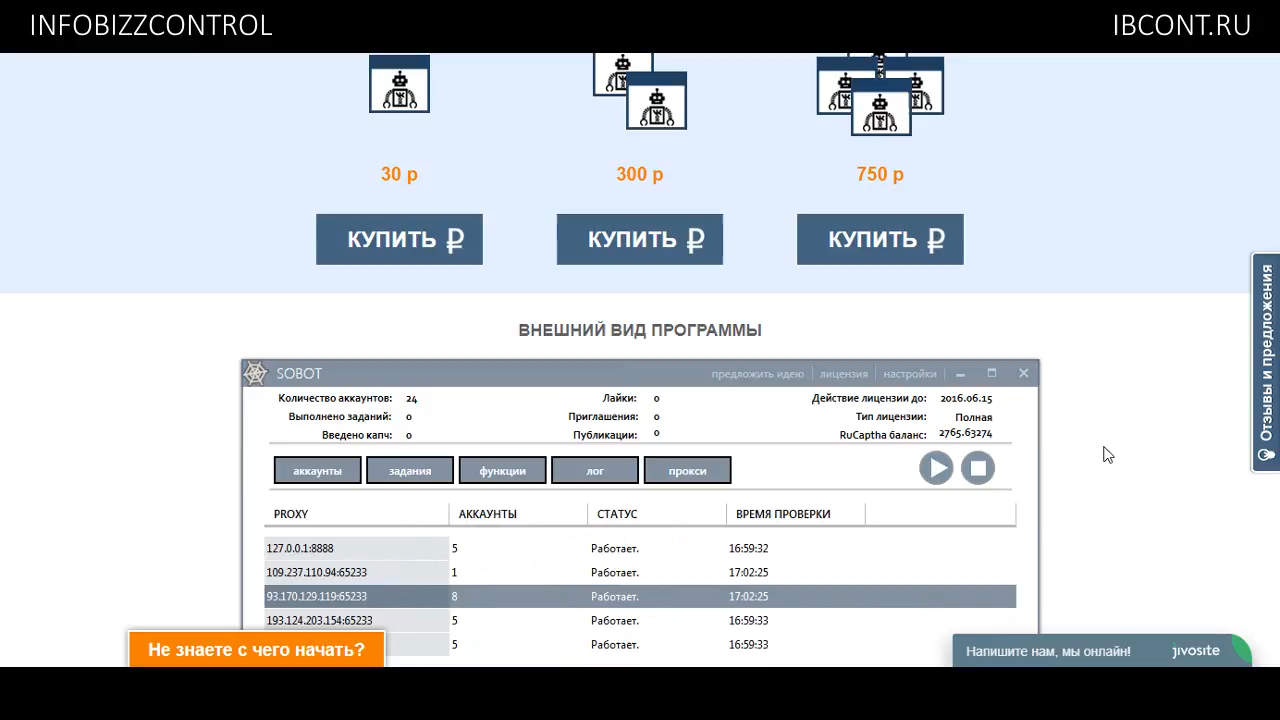 INFOBIZZCONTROL
IBCONT.RU
30 р
300 р
750 р
КУПИТЬ ₽
КУПИТЬ ₽
КУПИТЬ ₽
Отзывы и предложения
ВНЕШНИЙ ВИД ПРОГРАММЫ
SOBOT
предложить идею
лицензия
настройки
Количество аккаунтов: 24
Лайки: 0
Действие лицензии до: 2016.06.15
Выполнено заданий: 0
Приглашения: 0
Тип лицензии: Полная
Введено капч: 0
Публикации: 0
RuCaptha баланс: 2765.63274
аккаунты
задания
функции
лог
прокси
PROXY АККАУНТЫ СТАТУС ВРЕМЯ ПРОВЕРКИ
127.0.0.1:8888 5 Работает. 16:59:32
109.237.110.94:65233 1 Работает. 17:02:25
93.170.129.119:65233 8 Работает. 17:02:25
193.124.203.154:65233 5 Работает. 16:59:33
5 Работает. 16:59:33
Не знаете с чего начать?
Напишите нам, мы онлайн!
jivosite